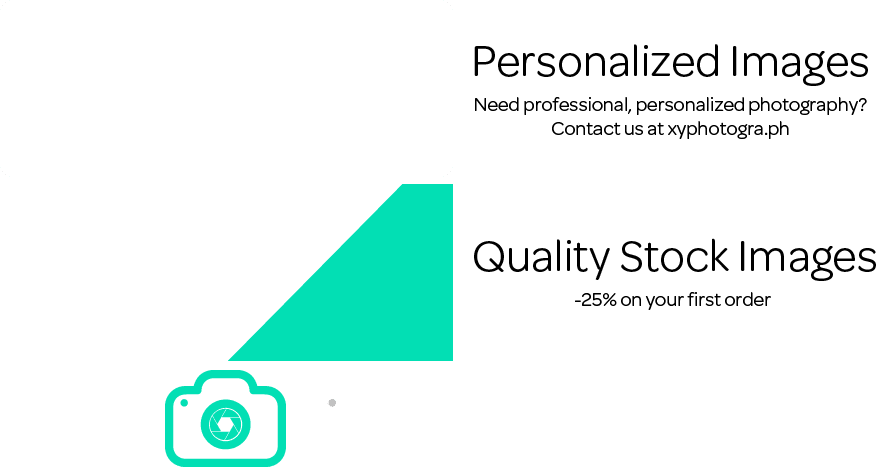 Personalized Images
Need professional, personalized photography?
Contact us at xyphotogra.ph
Quality Stock Images
-25% on your first order